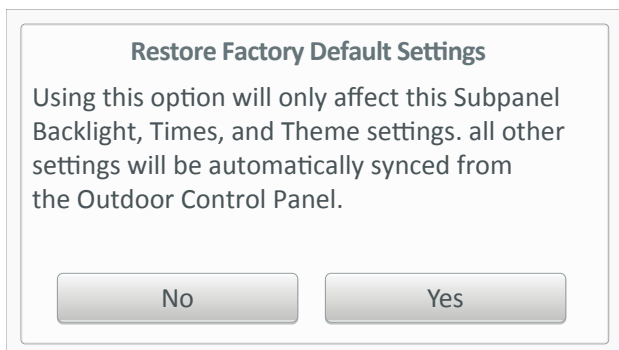 Restore Factory Default Settings
Using this option will only affect this Subpanel
Backlight, Times, and Theme settings. all other
settings will be automatically synced from
the Outdoor Control Panel.
No
Yes